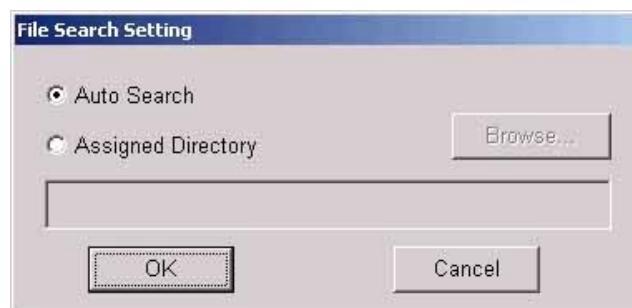 File Search Setting
Auto Search
Assigned Directory
Browse...
OK
Cancel